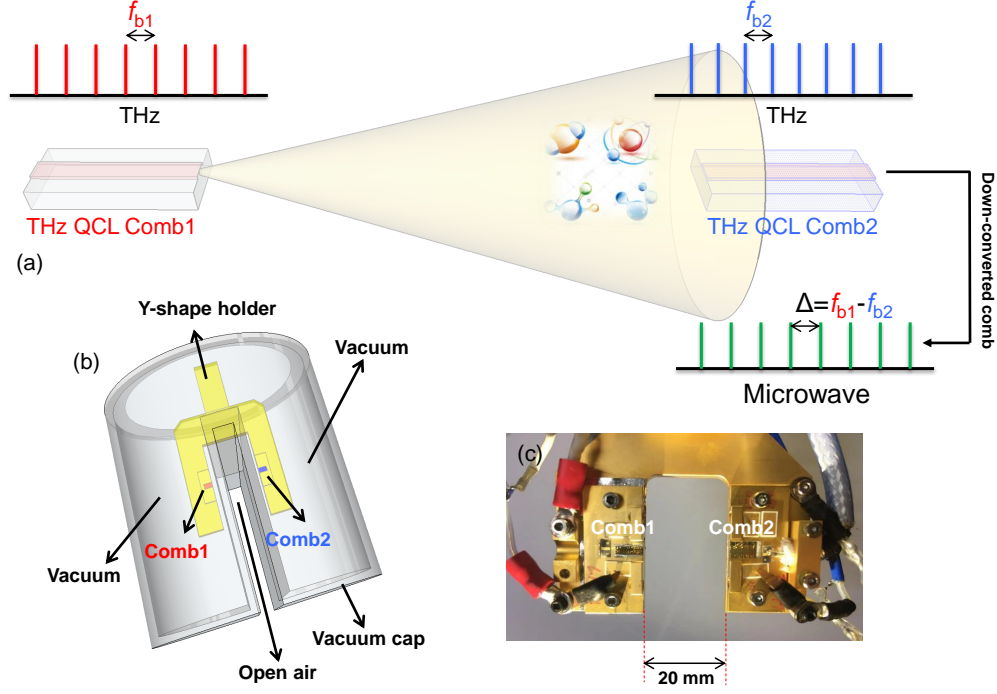 f_b1
f_b2
THz
THz
THz QCL Comb1
THz QCL Comb2
Down-converted comb
(a)
Δ=f_b1-f_b2
Microwave
Y-shape holder
(b)
Vacuum
Comb1
Comb2
Vacuum
Vacuum cap
Open air
(c)
Comb1
Comb2
20 mm